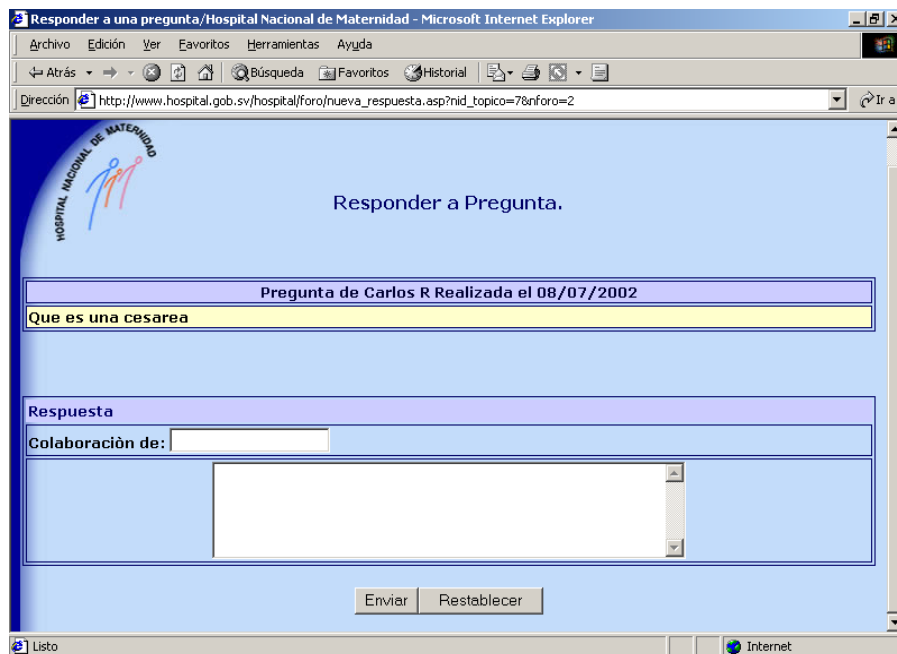 Responder a una pregunta/Hospital Nacional de Maternidad - Microsoft Internet Explorer
Archivo Edición Ver Favoritos Herramientas Ayuda
Atrás Búsqueda Favoritos Historial
Dirección http://www.hospital.gob.sv/hospital/foro/nueva_respuesta.asp?nid_topico=7&nforo=2 Ir a
HOSPITAL NACIONAL DE MATERNIDAD
Responder a Pregunta.
Pregunta de Carlos R Realizada el 08/07/2002
Que es una cesarea
Respuesta
Colaboraciòn de:
Enviar Restablecer
Listo Internet